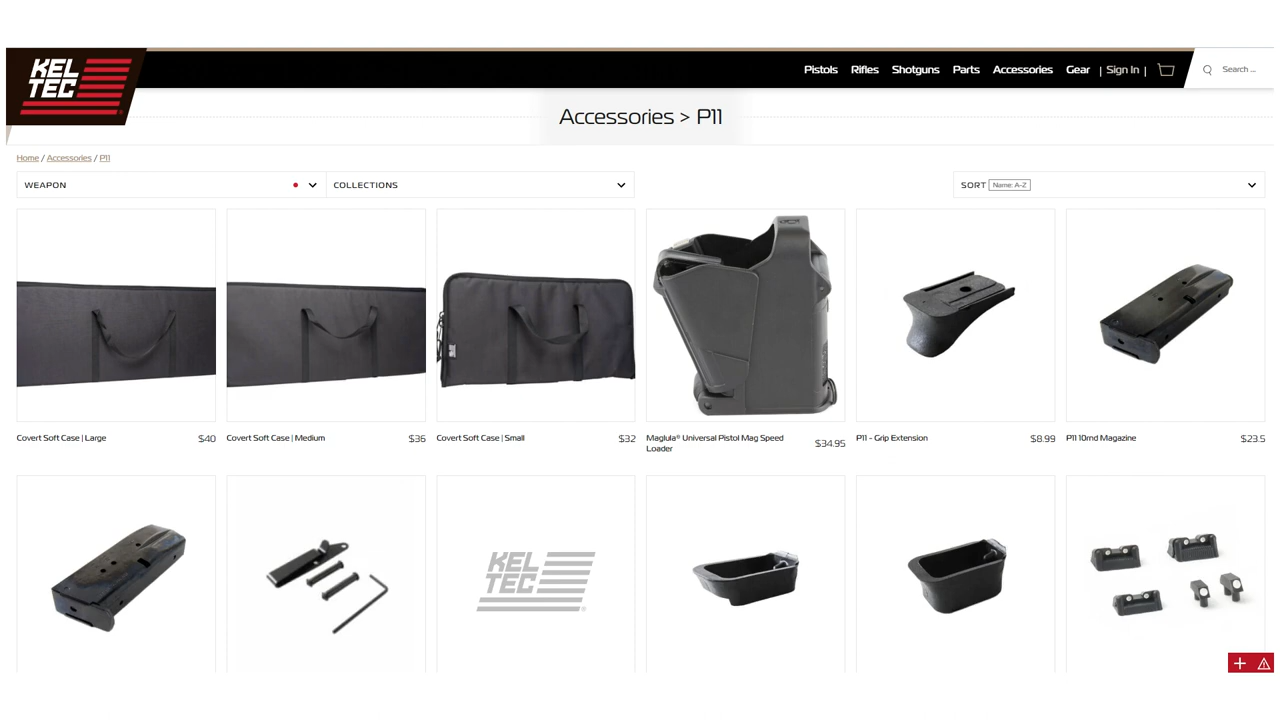 KEL
TEC
Pistols Rifles Shotguns Parts Accessories Gear | Sign In | Search ...
Accessories > P11
Home / Accessories / P11
WEAPON COLLECTIONS SORT Name: A-Z
Covert Soft Case | Large $40 Covert Soft Case | Medium $36 Covert Soft Case | Small $32 Maglula® Universal Pistol Mag Speed Loader $34.95 P11 - Grip Extension $8.99 P11 10rnd Magazine $23.5
KEL
TEC